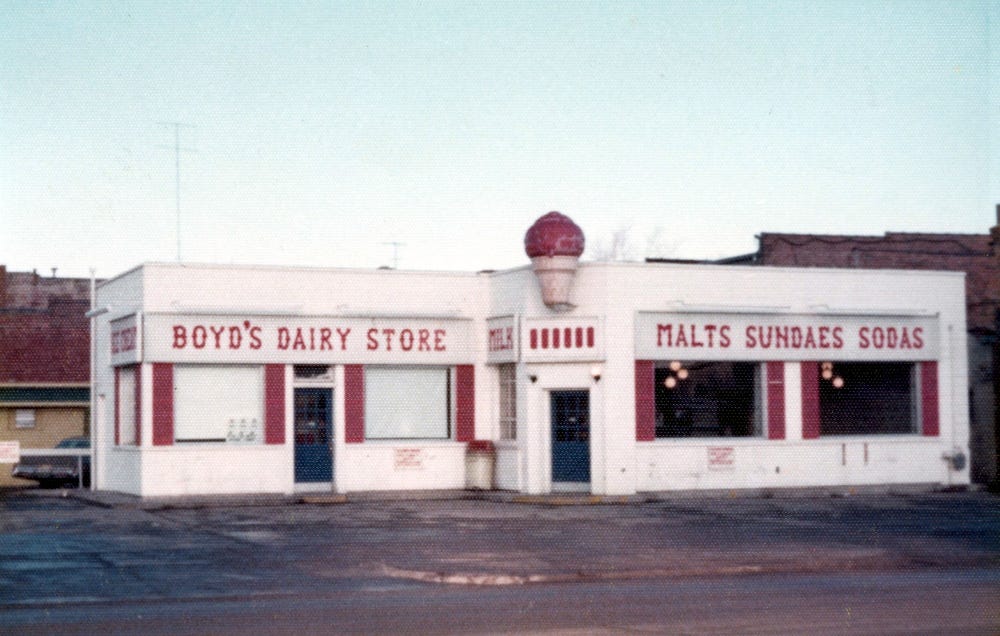 BOYD'S DAIRY STORE
MILK
MALTS SUNDAES SODAS